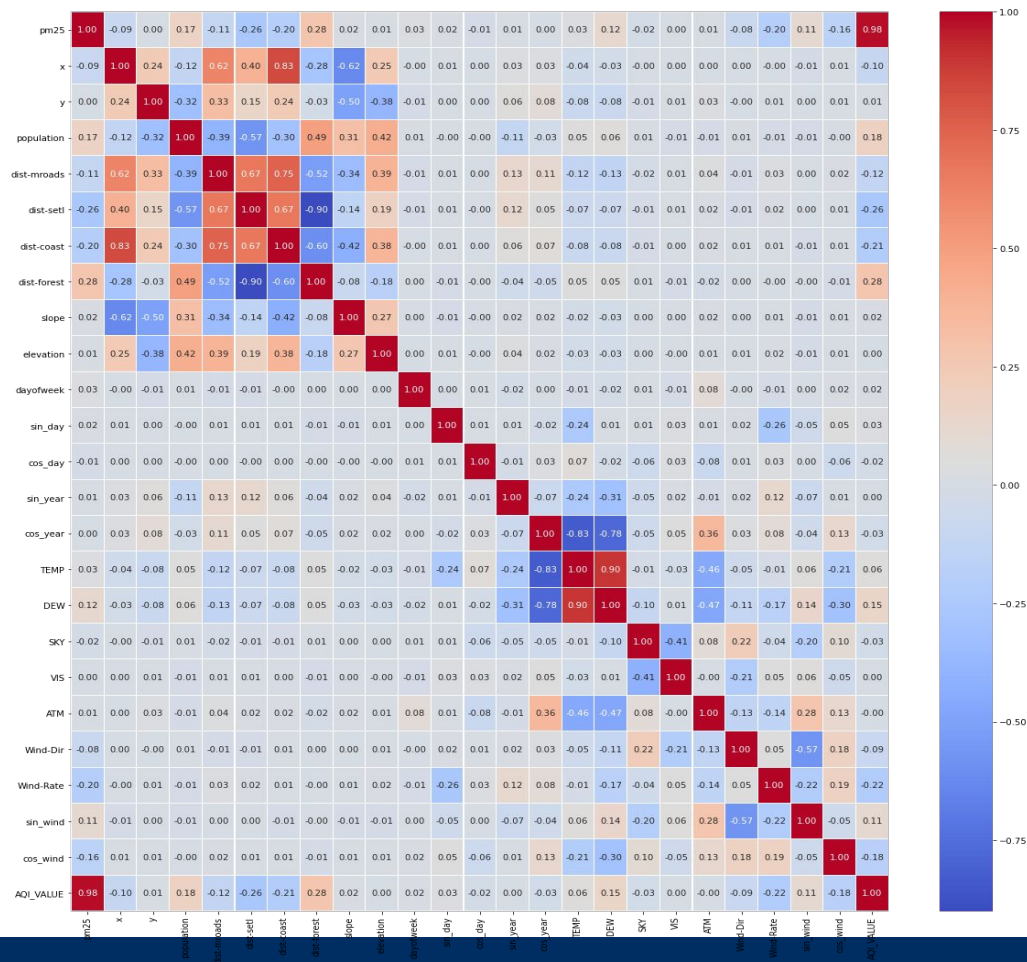 pm25 1.00 -0.09 0.00 0.17 -0.11 -0.26 -0.20 0.28 0.02 0.01 0.03 0.02 -0.01 0.01 0.00 0.03 0.12 -0.02 0.00 0.01 -0.08 -0.20 0.11 -0.16 0.98
x -0.09 1.00 0.24 -0.12 0.62 0.40 0.83 -0.28 -0.62 0.25 -0.00 0.01 0.00 0.03 0.03 -0.04 -0.03 -0.00 0.00 0.00 -0.00 -0.00 -0.01 0.01 -0.10
y 0.00 0.24 1.00 -0.32 0.33 0.15 0.24 -0.03 -0.50 -0.38 -0.01 0.00 0.00 0.06 0.08 -0.08 -0.08 -0.01 0.01 0.03 -0.00 0.01 0.00 0.01 0.01
population 0.17 -0.12 -0.32 1.00 -0.39 -0.57 -0.30 0.49 0.31 0.42 0.01 -0.00 -0.00 -0.11 -0.03 0.05 0.06 0.01 -0.01 -0.01 0.01 -0.01 -0.01 -0.00 0.18
dist-mroads -0.11 0.62 0.33 -0.39 1.00 0.67 0.75 -0.52 -0.34 0.39 -0.01 0.01 -0.00 0.13 0.11 -0.12 -0.13 -0.02 0.01 0.04 -0.01 0.03 0.00 0.02 -0.12
dist-setl -0.26 0.40 0.15 -0.57 0.67 1.00 0.67 -0.90 -0.14 0.19 -0.01 0.01 -0.00 0.12 0.05 -0.07 -0.07 -0.01 0.01 0.02 -0.01 0.02 0.00 0.01 -0.26
dist-coast -0.20 0.83 0.24 -0.30 0.75 0.67 1.00 -0.60 -0.42 0.38 -0.00 0.01 -0.00 0.06 0.07 -0.08 -0.08 -0.01 0.00 0.02 0.01 0.01 -0.01 0.01 -0.21
dist-forest 0.28 -0.28 -0.03 0.49 -0.52 -0.90 -0.60 1.00 -0.08 -0.18 0.00 -0.01 -0.00 -0.04 -0.05 0.05 0.05 0.01 -0.01 -0.02 0.00 -0.01 -0.00 -0.01 0.28
slope 0.02 -0.62 -0.50 0.31 -0.34 -0.14 -0.42 -0.08 1.00 0.27 0.00 -0.01 -0.00 0.02 0.02 -0.02 -0.03 0.00 -0.00 0.02 -0.01 0.01 -0.01 0.01 0.02
elevation 0.01 0.25 -0.38 0.42 0.39 0.19 0.38 -0.18 0.27 1.00 0.00 0.01 -0.00 0.04 0.02 -0.03 -0.03 0.00 -0.00 0.01 0.01 0.02 -0.01 0.01 0.00
dayofweek 0.03 -0.00 -0.01 0.01 -0.01 -0.01 -0.00 0.00 0.00 0.00 1.00 0.00 0.01 -0.02 0.00 -0.01 -0.02 0.01 -0.01 0.08 -0.00 -0.01 0.00 0.02 0.02
sin_day 0.02 0.01 0.00 -0.00 0.01 0.01 0.01 -0.01 -0.01 0.01 0.00 1.00 0.01 0.01 -0.02 -0.24 0.01 0.01 0.03 0.01 0.02 -0.26 -0.05 0.05 0.03
cos_day -0.01 0.00 0.00 -0.00 -0.00 -0.00 -0.00 -0.00 -0.00 -0.00 0.01 0.01 1.00 -0.01 0.03 0.07 -0.02 -0.06 0.03 -0.08 0.01 0.03 0.00 -0.06 -0.02
sin_year 0.01 0.03 0.06 -0.11 0.13 0.12 0.06 -0.04 0.02 0.04 -0.02 0.01 -0.01 1.00 -0.07 -0.24 -0.31 -0.05 0.02 -0.01 0.02 0.12 -0.07 0.01 0.00
cos_year 0.00 0.03 0.08 -0.03 0.11 0.05 0.07 -0.05 0.02 0.02 0.00 -0.02 0.03 -0.07 1.00 -0.83 -0.78 -0.05 0.05 0.36 0.03 0.08 -0.04 0.13 -0.03
TEMP 0.03 -0.04 -0.08 0.05 -0.12 -0.07 -0.08 0.05 -0.02 -0.03 -0.01 -0.24 0.07 -0.24 -0.83 1.00 0.90 -0.01 -0.03 -0.46 -0.05 -0.01 0.06 -0.21 0.06
DEW 0.12 -0.03 -0.08 0.06 -0.13 -0.07 -0.08 0.05 -0.03 -0.03 -0.02 0.01 -0.02 -0.31 -0.78 0.90 1.00 -0.10 0.01 -0.47 -0.11 -0.17 0.14 -0.30 0.15
SKY -0.02 -0.00 -0.01 0.01 -0.02 -0.01 -0.01 0.01 0.00 0.00 0.01 0.01 -0.06 -0.05 -0.05 -0.01 -0.10 1.00 -0.41 0.08 0.22 -0.04 -0.20 0.10 -0.03
VIS 0.00 0.00 0.01 -0.01 0.01 0.01 0.00 -0.01 -0.00 -0.00 -0.01 0.03 0.03 0.02 0.05 -0.03 0.01 -0.41 1.00 -0.00 -0.21 0.05 0.06 -0.05 0.00
ATM 0.01 0.00 0.03 -0.01 0.04 0.02 0.02 -0.02 0.02 0.01 0.08 0.01 -0.08 -0.01 0.36 -0.46 -0.47 0.08 -0.00 1.00 -0.13 -0.14 0.28 0.13 -0.00
Wind-Dir -0.08 -0.00 -0.00 0.01 -0.01 -0.01 0.01 0.00 -0.01 0.01 -0.00 0.02 0.01 0.02 0.03 -0.05 -0.11 0.22 -0.21 -0.13 1.00 0.05 -0.57 0.18 -0.09
Wind-Rate -0.20 -0.00 0.01 -0.01 0.03 0.02 0.01 -0.01 0.01 0.02 -0.01 -0.26 0.03 0.12 0.08 -0.01 -0.17 -0.04 0.05 -0.14 0.05 1.00 -0.22 0.19 -0.22
sin_wind 0.11 -0.01 0.00 -0.01 0.00 0.00 -0.01 -0.00 -0.01 -0.01 0.00 -0.05 0.00 -0.07 -0.04 0.06 0.14 -0.20 0.06 0.28 -0.57 -0.22 1.00 -0.05 0.11
cos_wind -0.16 0.01 0.01 -0.00 0.02 0.01 0.01 -0.01 0.01 0.01 0.02 0.05 -0.06 0.01 0.13 -0.21 -0.30 0.10 -0.05 0.13 0.18 0.19 -0.05 1.00 -0.18
AQI_VALUE 0.98 -0.10 0.01 0.18 -0.12 -0.26 -0.21 0.28 0.02 0.00 0.02 0.03 -0.02 0.00 -0.03 0.06 0.15 -0.03 0.00 -0.00 -0.09 -0.22 0.11 -0.18 1.00
pm25 x y population dist-mroads dist-setl dist-coast dist-forest slope elevation dayofweek sin_day cos_day sin_year cos_year TEMP DEW SKY VIS ATM Wind-Dir Wind-Rate sin_wind cos_wind AQI_VALUE
1.00
0.75
0.50
0.25
0.00
−0.25
−0.50
−0.75